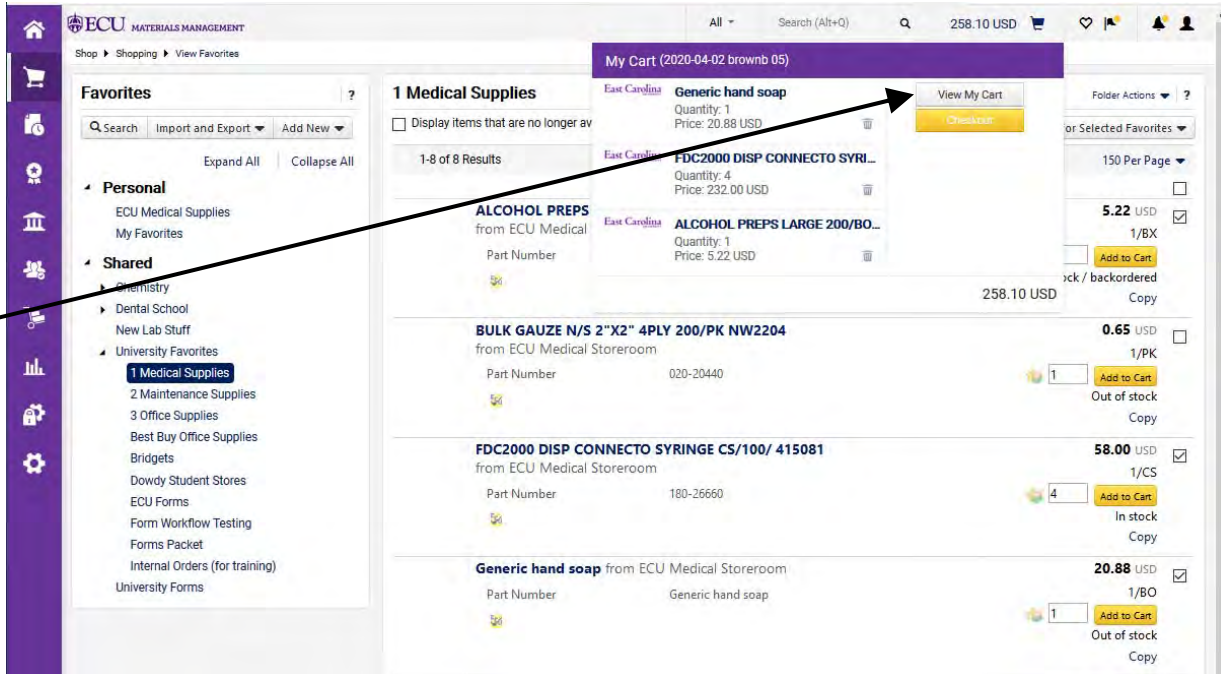 ECU MATERIALS MANAGEMENT
All
Search (Alt+Q)
258.10 USD
Shop Shopping View Favorites
Favorites
?
Search
Import and Export
Add New
Expand All
Collapse All
Personal
ECU Medical Supplies
My Favorites
Shared
Chemistry
Dental School
New Lab Stuff
University Favorites
1 Medical Supplies
2 Maintenance Supplies
3 Office Supplies
Best Buy Office Supplies
Bridgets
Dowdy Student Stores
ECU Forms
Form Workflow Testing
Forms Packet
Internal Orders (for training)
University Forms
My Cart (2020-04-02 brownb 05)
East Carolina
Generic hand soap
Quantity: 1
Price: 20.88 USD
East Carolina
FDC2000 DISP CONNECTO SYRI...
Quantity: 4
Price: 232.00 USD
East Carolina
ALCOHOL PREPS LARGE 200/BO...
Quantity: 1
Price: 5.22 USD
View My Cart
Checkout
258.10 USD
1 Medical Supplies
Folder Actions
?
Display items that are no longer av
or Selected Favorites
1-8 of 8 Results
150 Per Page
ALCOHOL PREPS
from ECU Medical
Part Number
5.22 USD
1/BX
Add to Cart
ock / backordered
Copy
BULK GAUZE N/S 2"X2" 4PLY 200/PK NW2204
from ECU Medical Storeroom
Part Number 020-20440
0.65 USD
1/PK
1 Add to Cart
Out of stock
Copy
FDC2000 DISP CONNECTO SYRINGE CS/100/ 415081
from ECU Medical Storeroom
Part Number 180-26660
58.00 USD
1/CS
4 Add to Cart
In stock
Copy
Generic hand soap from ECU Medical Storeroom
Part Number Generic hand soap
20.88 USD
1/BO
1 Add to Cart
Out of stock
Copy